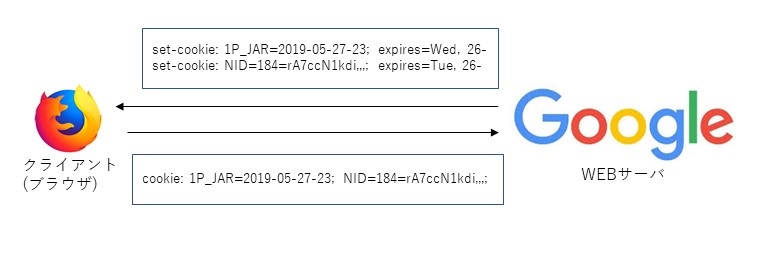 set-cookie: 1P_JAR=2019-05-27-23; expires=Wed, 26-
set-cookie: NID=184=rA7ccN1kdi,,,; expires=Tue, 26-
Google
クライアント
(ブラウザ)
WEBサーバ
cookie: 1P_JAR=2019-05-27-23; NID=184=rA7ccN1kdi,,,;